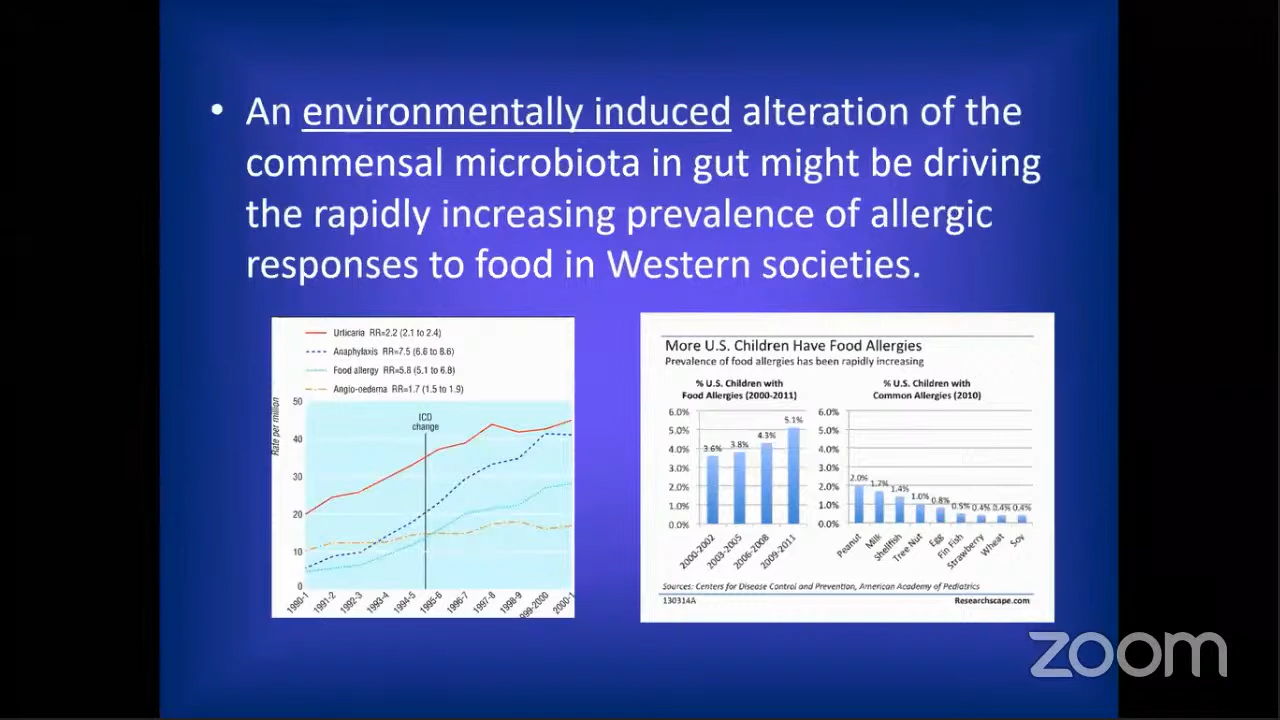 • An environmentally induced alteration of the
commensal microbiota in gut might be driving
the rapidly increasing prevalence of allergic
responses to food in Western societies.
Urticaria RR=2.2 (2.1 to 2.4)
Anaphylaxis RR=7.5 (6.6 to 8.6)
Food allergy RR=5.8 (5.1 to 6.8)
Angio-oedema RR=1.7 (1.5 to 1.9)
Rate per million
50
40
30
20
10
0
ICD
change
1990-1
1991-2
1992-3
1993-4
1994-5
1995-6
1996-7
1997-8
1998-9
999-2000
2000-1
More U.S. Children Have Food Allergies
Prevalence of food allergies has been rapidly increasing
% U.S. Children with
Food Allergies (2000-2011)
6.0%
5.0%
4.0%
3.0%
2.0%
1.0%
0.0%
3.6%
3.8%
4.3%
5.1%
2000-2002
2003-2005
2006-2008
2009-2011
% U.S. Children with
Common Allergies (2010)
6.0%
5.0%
4.0%
3.0%
2.0%
1.0%
0.0%
2.0%
1.7%
1.4%
1.0%
0.8%
0.5%
0.4%
0.4%
0.4%
Peanut
Milk
Shellfish
Tree Nut
Egg
Fin Fish
Strawberry
Wheat
Soy
Sources: Centers for Disease Control and Prevention, American Academy of Pediatrics
130314A
Researchscape.com
zoom